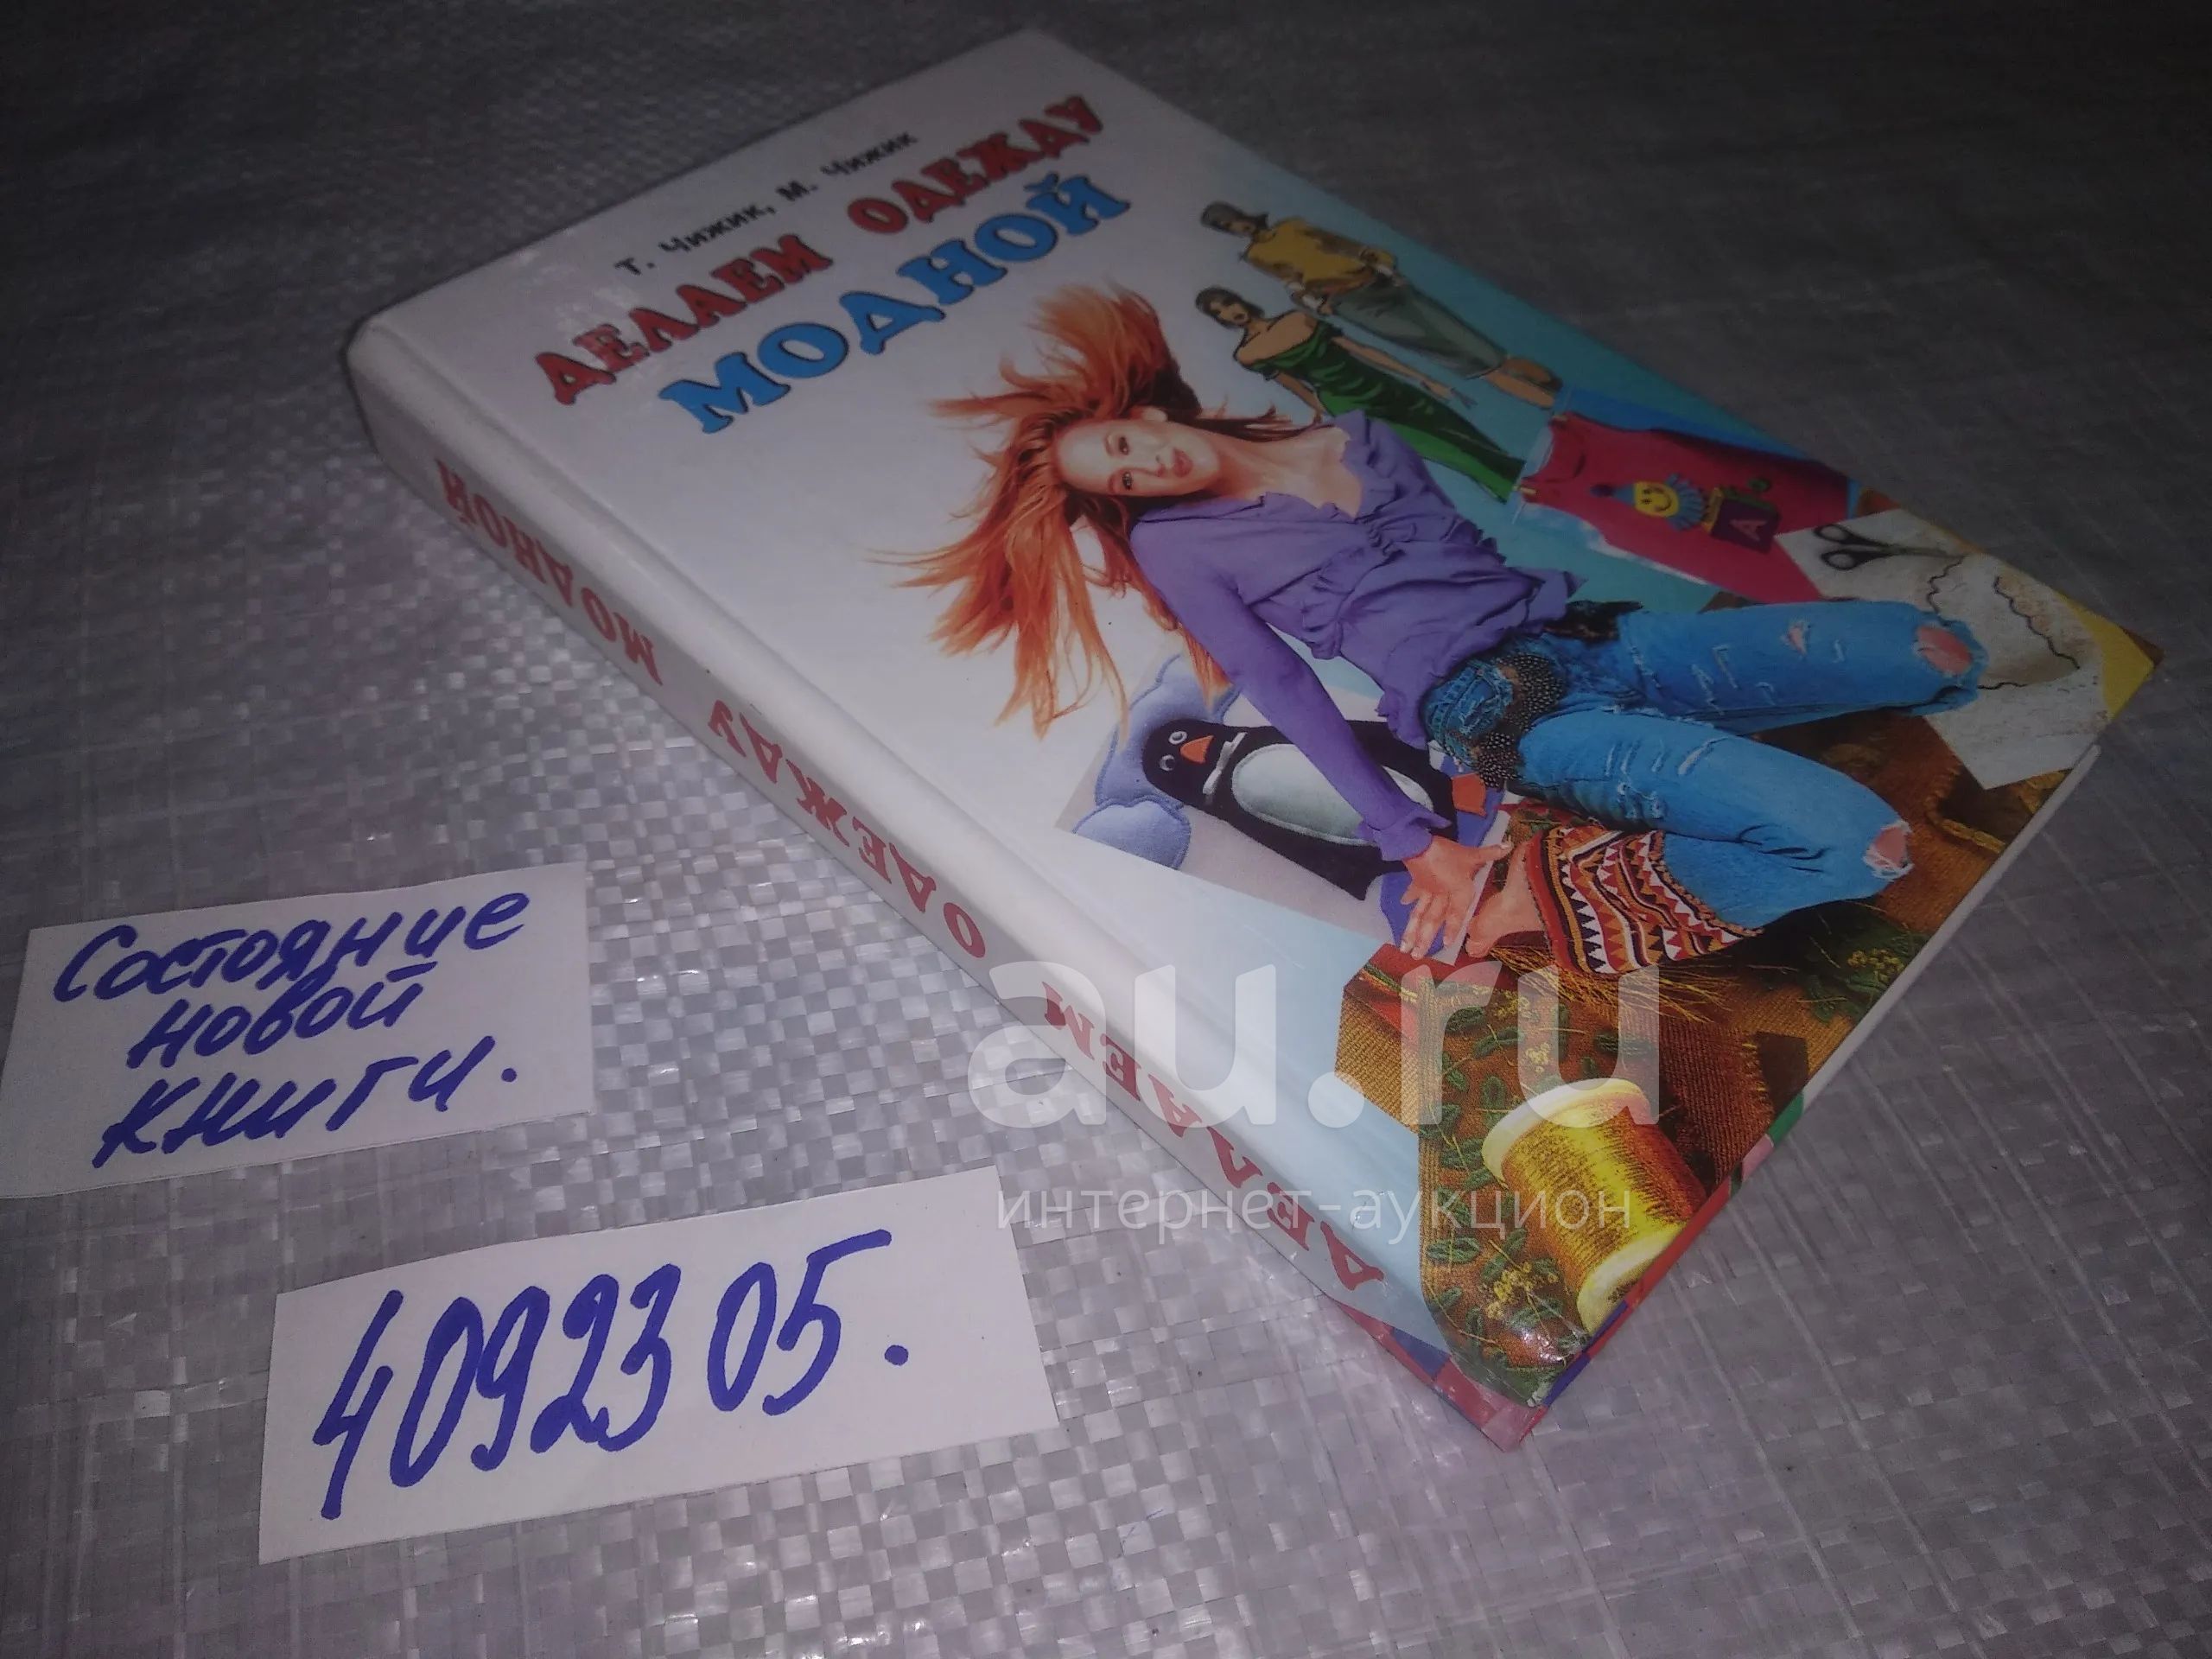 Т. Чижик, М. Чижик
ДЕЛАЕМ ОДЕЖДУ
МОДНОЙ
ДЕЛАЕМ ОДЕЖДУ МОДНОЙ
A
Состояние
новой
книги.
4092305.
au.ru
интернет-аукцион